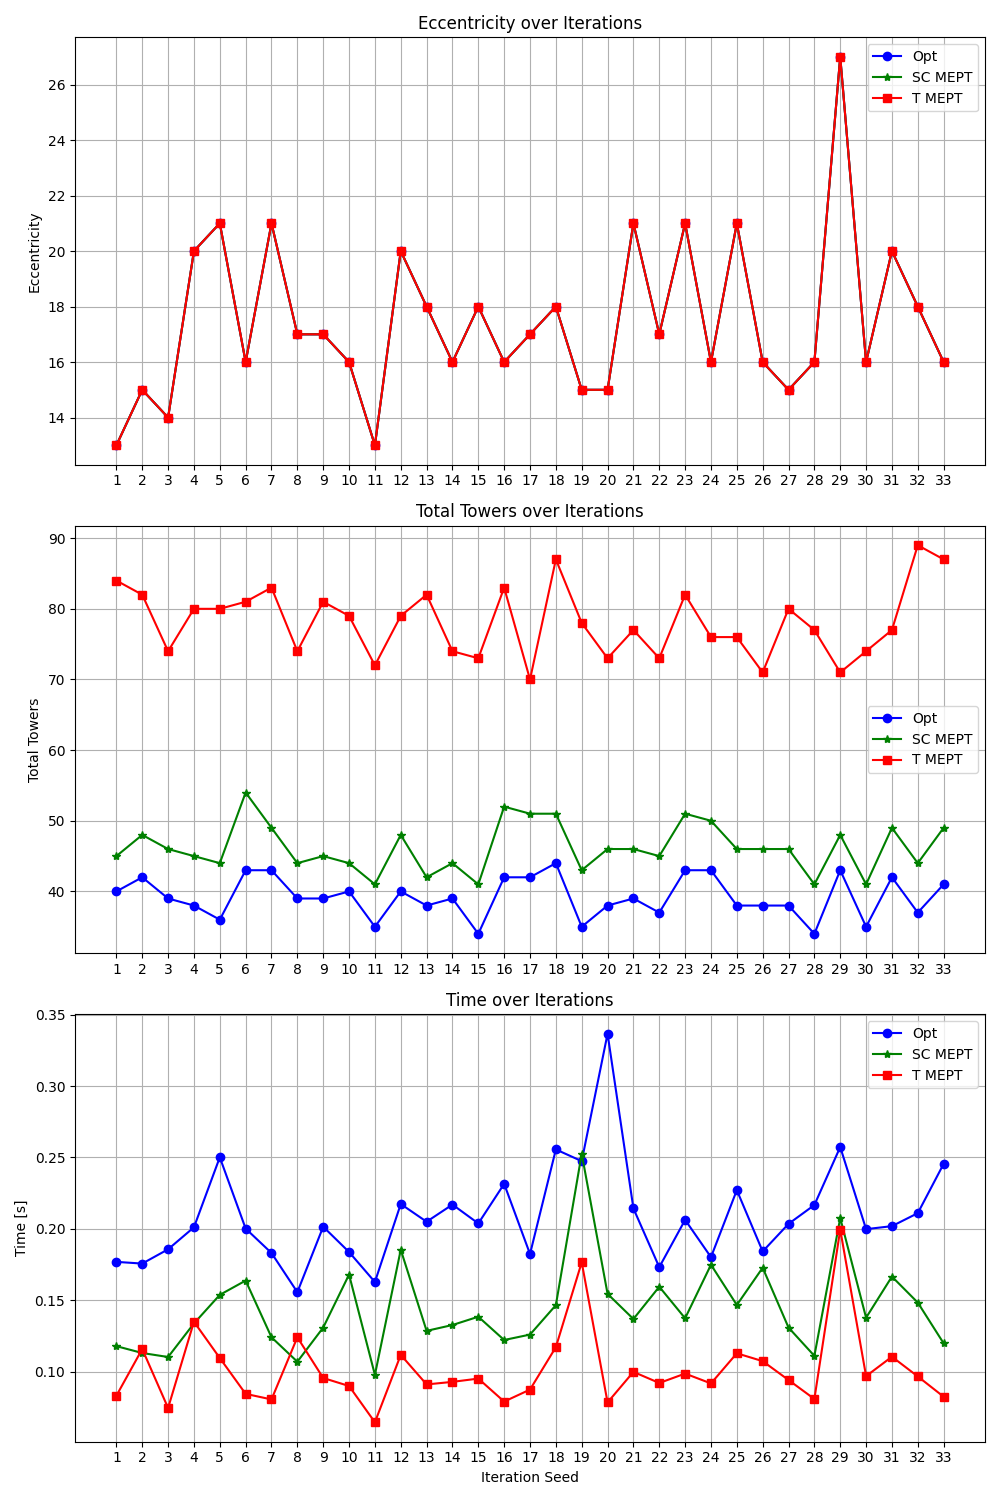 Eccentricity over Iterations
Opt
SC MEPT
T MEPT
Eccentricity
26
24
22
20
18
16
14
1 2 3 4 5 6 7 8 9 10 11 12 13 14 15 16 17 18 19 20 21 22 23 24 25 26 27 28 29 30 31 32 33
Total Towers over Iterations
Opt
SC MEPT
T MEPT
Total Towers
90
80
70
60
50
40
1 2 3 4 5 6 7 8 9 10 11 12 13 14 15 16 17 18 19 20 21 22 23 24 25 26 27 28 29 30 31 32 33
Time over Iterations
Opt
SC MEPT
T MEPT
Time [s]
0.35
0.30
0.25
0.20
0.15
0.10
1 2 3 4 5 6 7 8 9 10 11 12 13 14 15 16 17 18 19 20 21 22 23 24 25 26 27 28 29 30 31 32 33
Iteration Seed